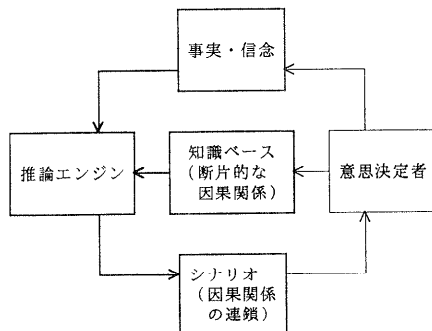 事実・信念
推論エンジン
知識ベース
(断片的な
因果関係)
意思決定者
シナリオ
(因果関係
の連鎖)